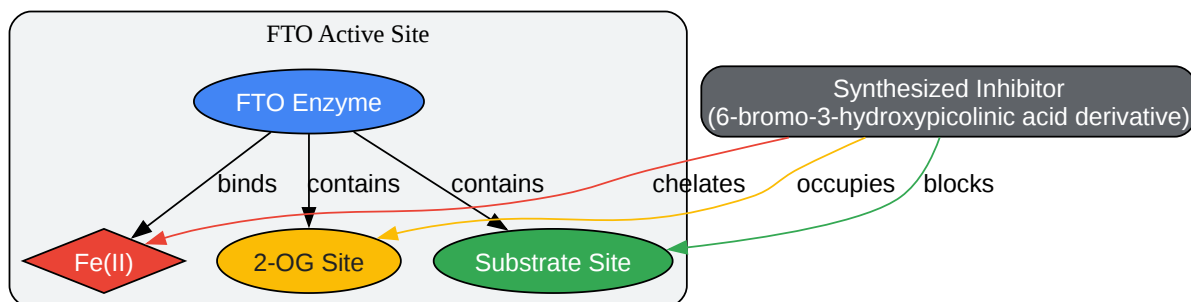 FTO Active Site
FTO Enzyme
Synthesized Inhibitor
(6-bromo-3-hydroxypicolinic acid derivative)
binds
contains
contains
chelates
occupies
blocks
Fe(II)
2-OG Site
Substrate Site